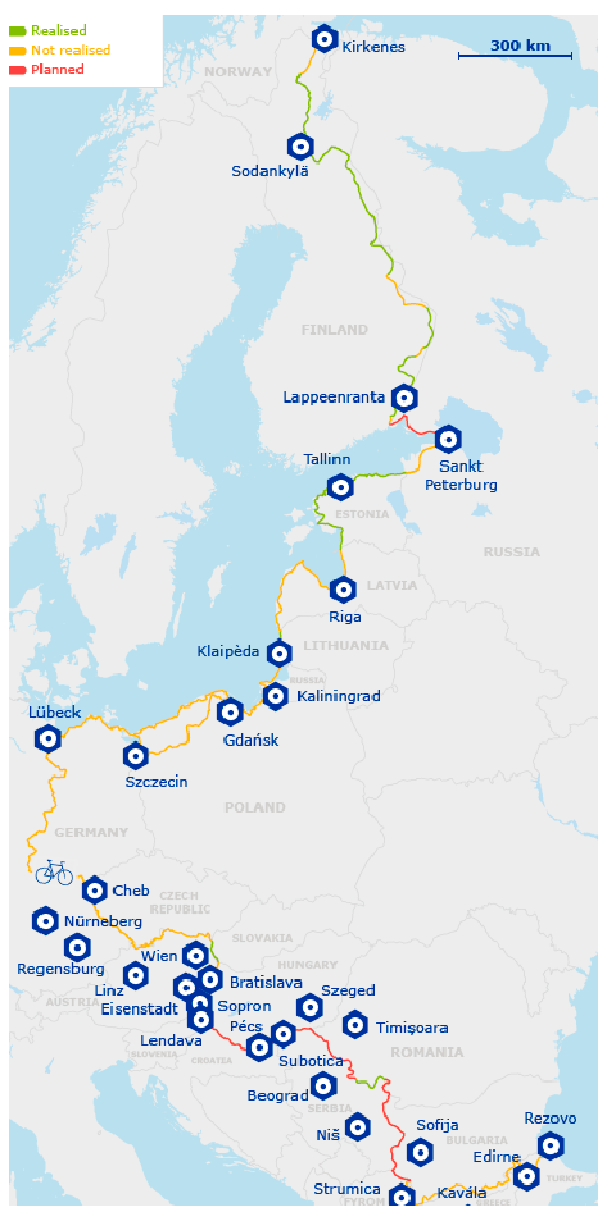 Realised
Not realised
Planned
300 km
Kirkenes
NORWAY
Sodankylä
FINLAND
Lappeenranta
Sankt
Peterburg
Tallinn
ESTONIA
RUSSIA
LATVIA
Riga
LITHUANIA
Klaipèda
RUSSIA
Kaliningrad
Lübeck
Gdańsk
Szczecin
POLAND
GERMANY
Cheb
CZECH
REPUBLIC
Nürneberg
SLOVAKIA
Wien
Regensburg
HUNGARY
Linz
Bratislava
Szeged
AUSTRIA
Eisenstadt
Sopron
Pécs
Timişoara
Lendava
ROMANIA
SLOVENIA
CROATEA
Subotica
Beograd
SERBIA
Niš
Sofija
Rezovo
BULGARIA
Edirne
TURKEY
Strumica
Kavála
FYROM
GREECE